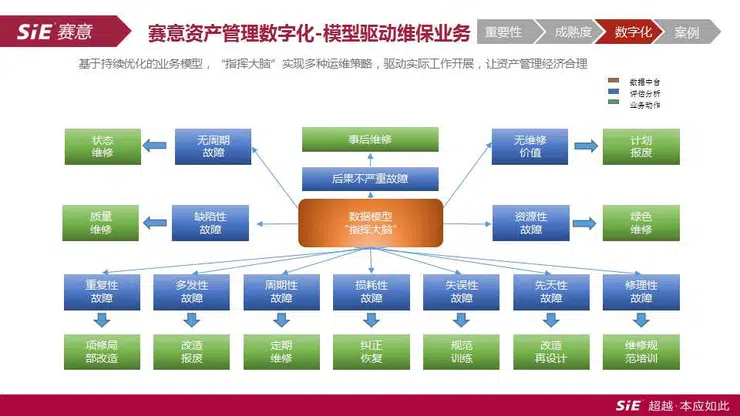 SiE 赛意
赛意资产管理数字化-模型驱动维保业务
重要性
成熟度
数字化
案例
基于持续优化的业务模型，“指挥大脑”实现多种运维策略，驱动实际工作开展，让资产管理经济合理
数据中台
评估分析
业务动作
状态
维修
无周期
故障
事后维修
后果不严重故障
无维修
价值
计划
报废
质量
维修
缺陷性
故障
数据模型
“指挥大脑”
资源性
故障
绿色
维修
重复性
故障
多发性
故障
周期性
故障
损耗性
故障
失误性
故障
先天性
故障
修理性
故障
项修局
部改造
改造
报废
定期
维修
纠正
恢复
规范
训练
改造
再设计
维修规
范培训
SiE 超越·本应如此